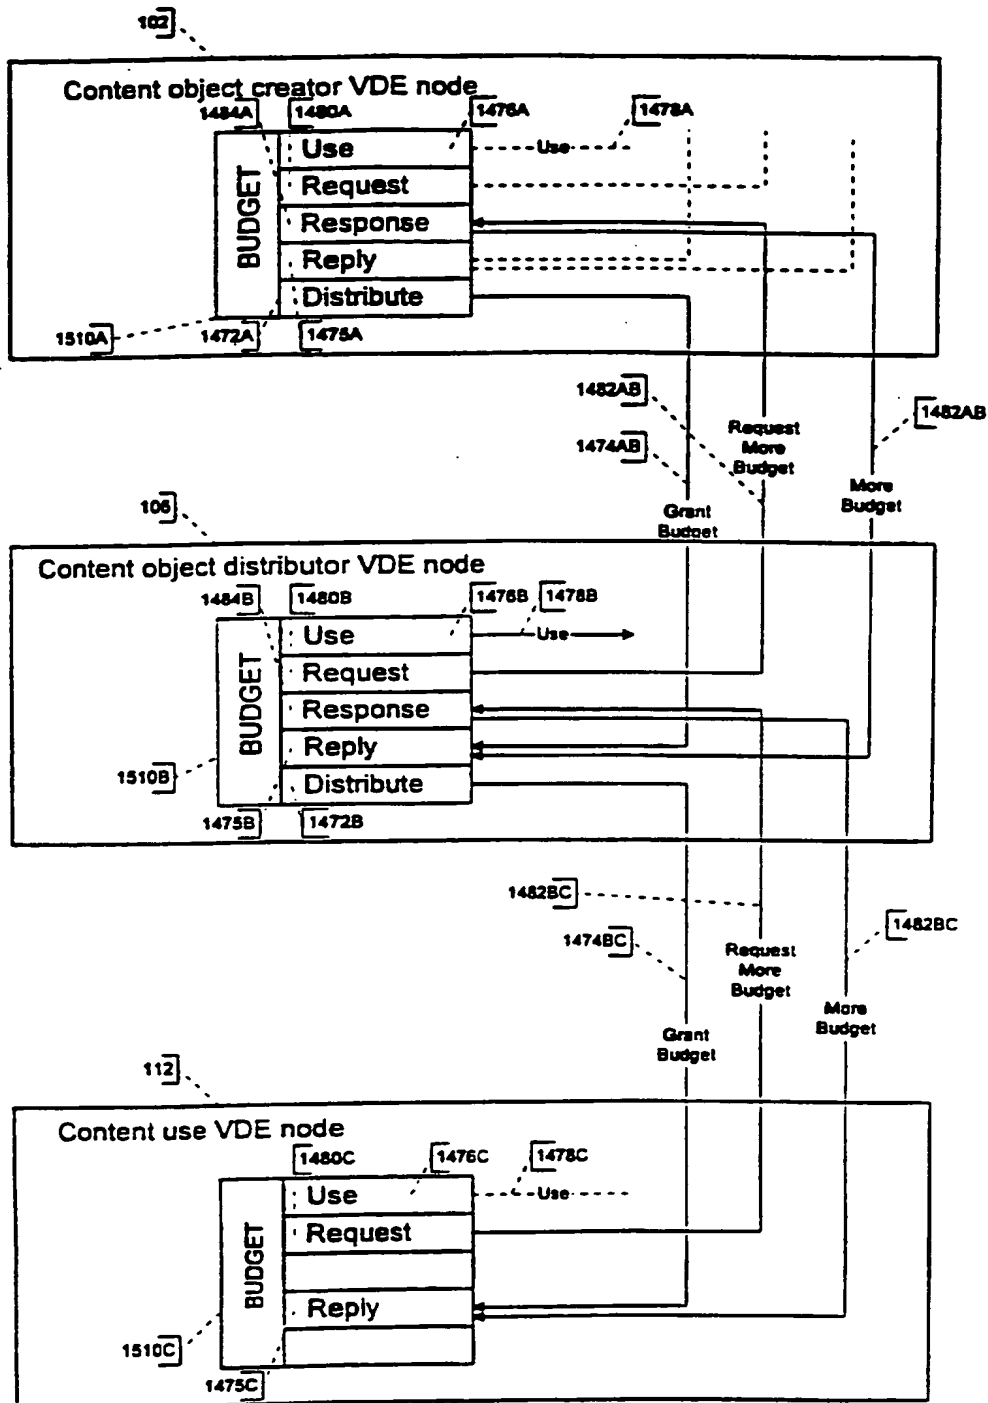 102
Content object creator VDE node
1484A
1480A
1476A
1478A
BUDGET
Use
Use
Request
Response
Reply
Distribute
1510A
1472A
1475A
1482AB
1474AB
Request
More
Budget
1482AB
More
Budget
Grant
Budget
106
Content object distributor VDE node
1484B
1480B
1476B
1478B
BUDGET
Use
Use
Request
Response
Reply
Distribute
1510B
1475B
1472B
1482BC
1474BC
Request
More
Budget
1482BC
More
Budget
Grant
Budget
112
Content use VDE node
1480C
1476C
1478C
BUDGET
Use
Use
Request
Reply
1510C
1475C